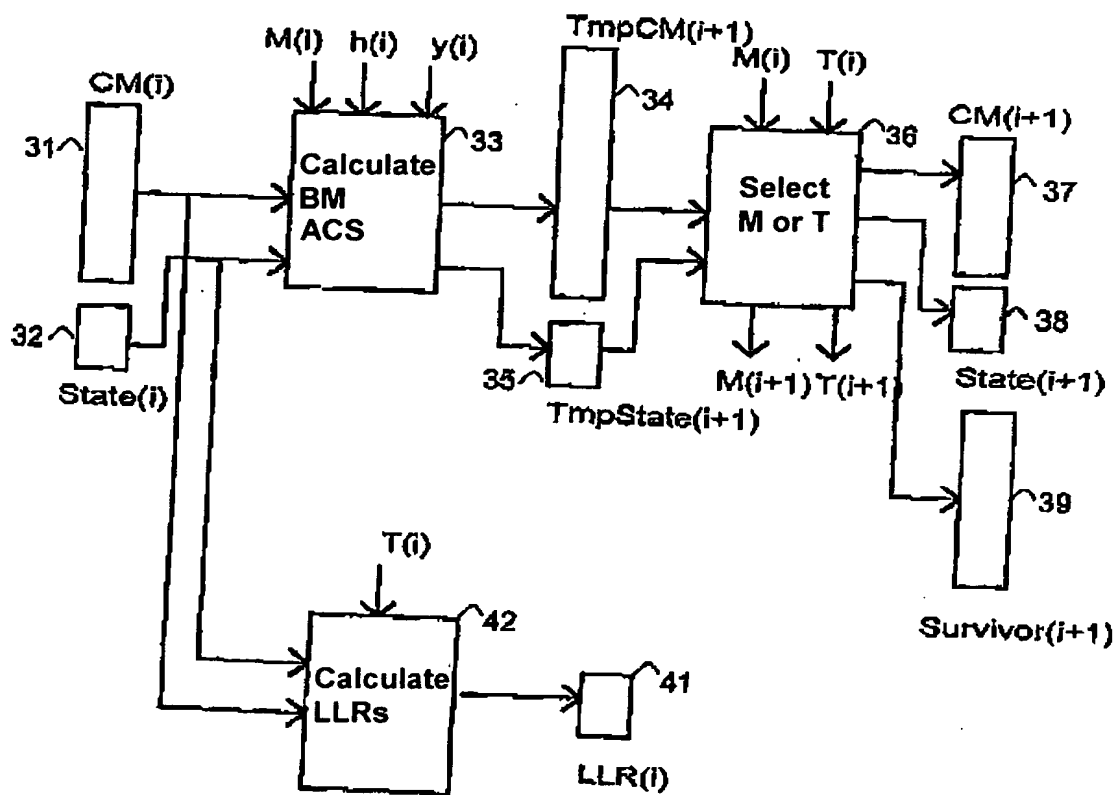 M(i)
h(i)
y(i)
TmpCM(i+1)
M(i)
T(i)
CM(i)
CM(i+1)
31
33
34
36
37
Calculate
BM
ACS
Select
M or T
32
State(i)
35
TmpState(i+1)
M(i+1)
T(i+1)
38
State(i+1)
39
Survivor(i+1)
T(i)
42
Calculate
LLRs
41
LLR(i)